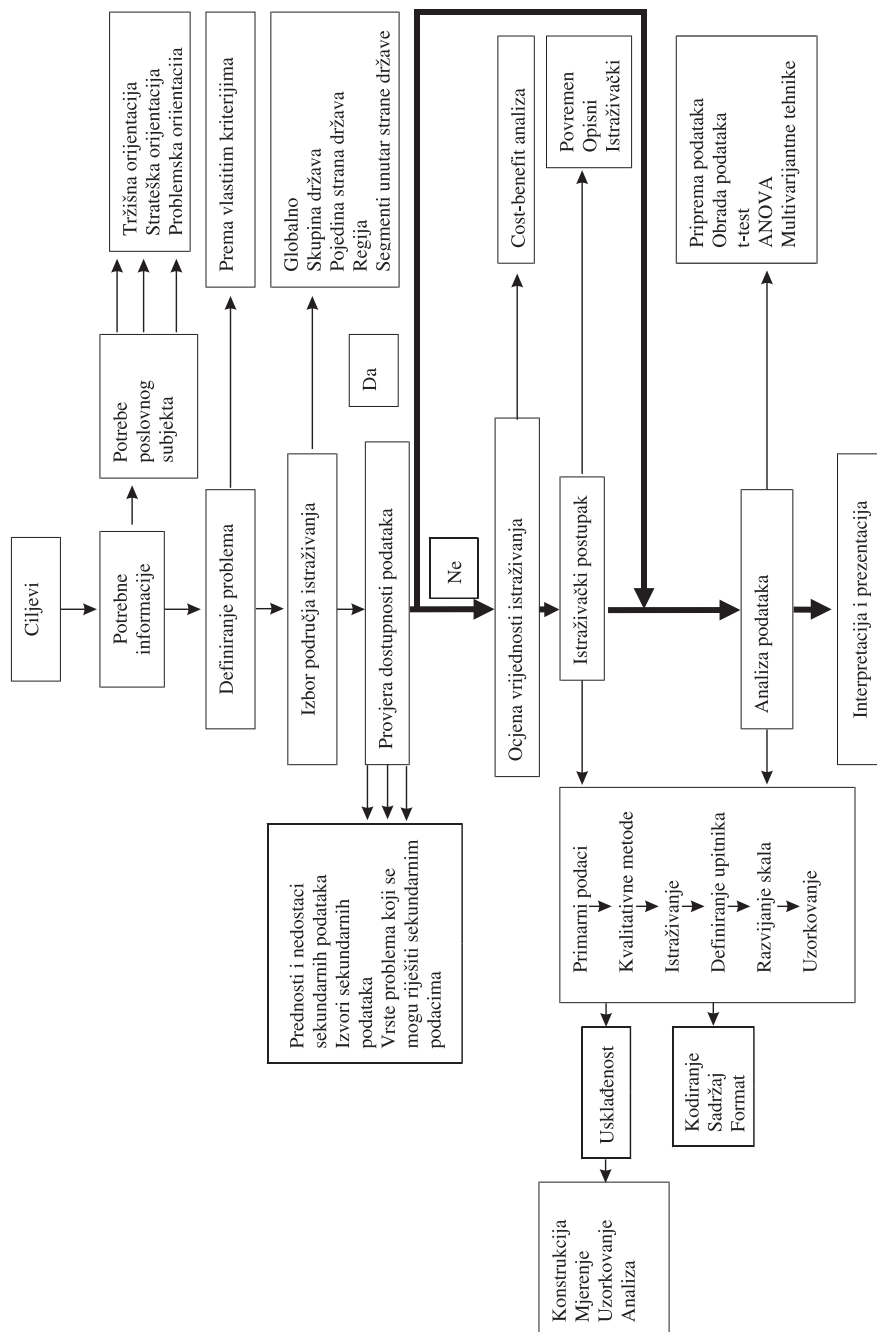 Ciljevi
Potrebne
informacije
Potrebe
poslovnog
subjekta
Tržišna orijentacija
Strateška orijentacija
Problemska oriientaciia
Definiranje problema
Prema vlastitim kriterijima
Izbor područja istraživanja
Globalno
Skupina država
Pojedina strana država
Regija
Segmenti unutar strane države
Provjera dostupnosti podataka
Da
Prednosti i nedostaci
sekundarnih podataka
Izvori sekundarnih
podataka
Vrste problema koji se
mogu riješiti sekundarnim
podacima
Ne
Ocjena vrijednosti istraživanja
Cost-benefit analiza
Istraživački postupak
Povremen
Opisni
Istraživački
Primarni podaci
Kvalitativne metode
Istraživanje
Definiranje upitnika
Razvijanje skala
Uzorkovanje
Usklađenost
Konstrukcija
Mjerenje
Uzorkovanje
Analiza
Kodiranje
Sadržaj
Format
Analiza podataka
Priprema podataka
Obrada podataka
t-test
ANOVA
Multivarijantne tehnike
Interpretacija i prezentacija